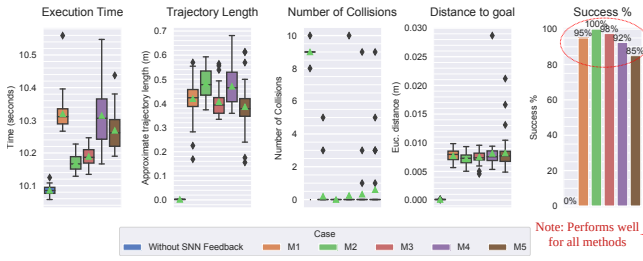 Execution Time
Trajectory Length
Number of Collisions
Distance to goal
Success %
Time (seconds)
10.5
10.4
10.3
10.2
10.1
Approximate trajectory length (m)
0.7
0.6
0.5
0.4
0.3
0.2
0.1
0.0
Number of Collisions
10
8
6
4
2
0
Euc. distance (m)
0.030
0.025
0.020
0.015
0.010
0.005
0.000
Success %
100
80
60
40
20
0
0%
95%
100%
98%
92%
85%
Note: Performs well
for all methods
Case
Without SNN Feedback M1 M2 M3 M4 M5